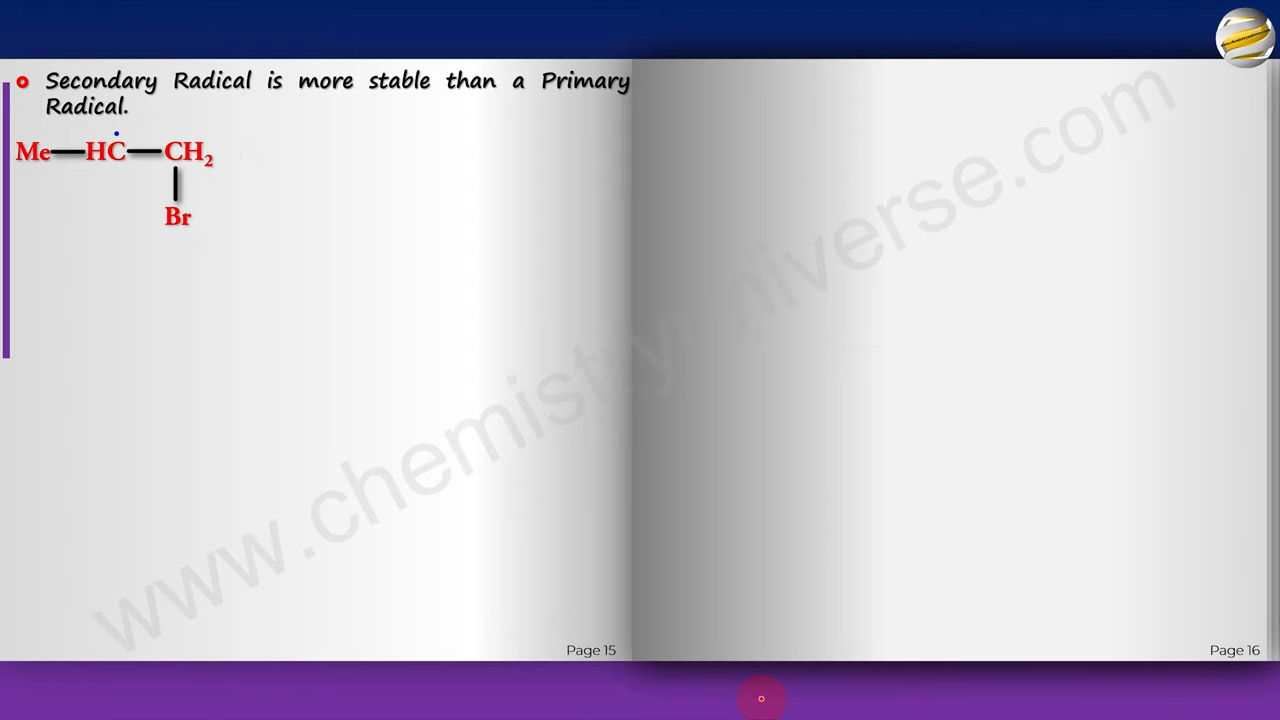 Secondary Radical is more stable than a Primary
Radical.
Me—HĊ—CH₂
Br
www.chemistryuniverse.com
Page 15
Page 16